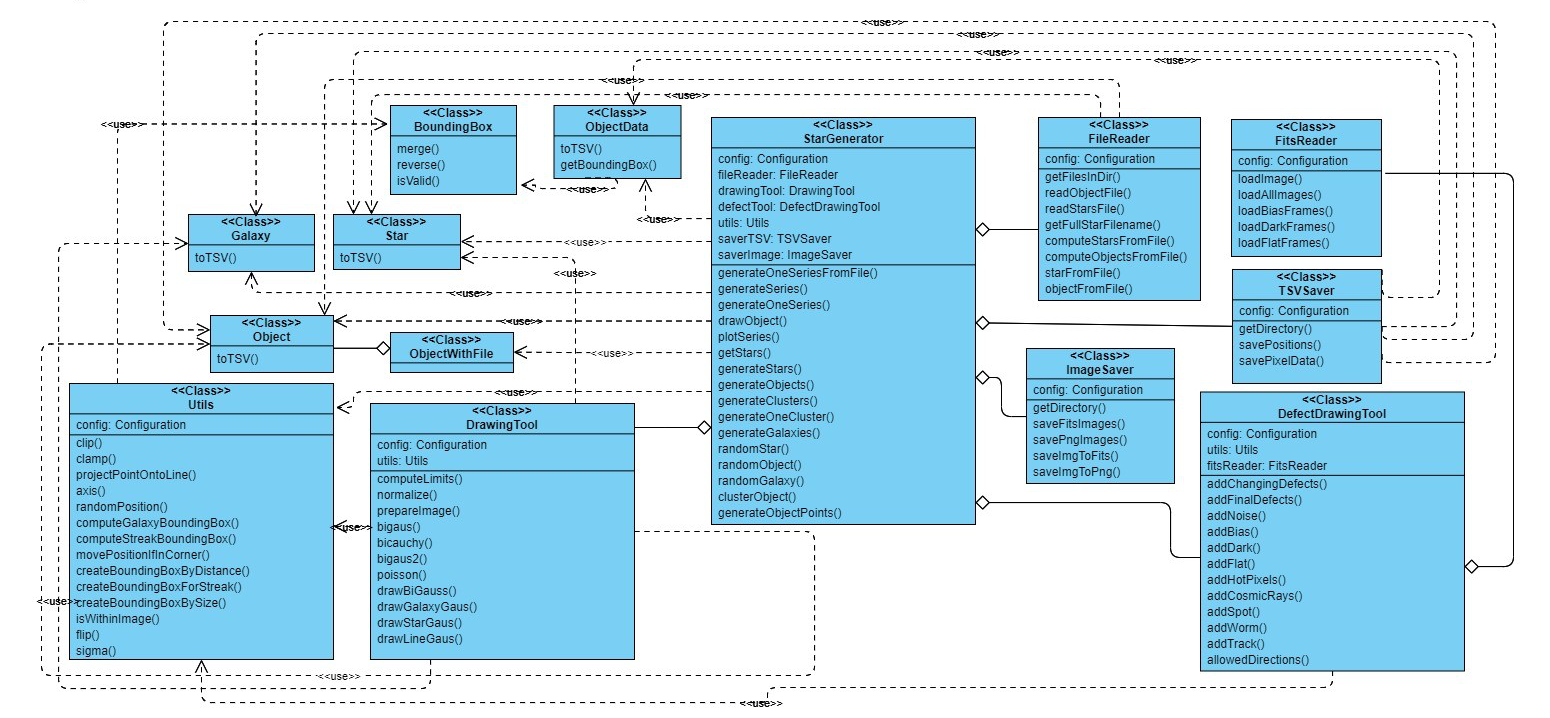 <<use>>
<<use>>
<<use>>
<<use>>
<<use>>
<<use>>
<<use>>
<<Class>>
BoundingBox
merge()
reverse()
isValid()
<<Class>>
ObjectData
toTSV()
getBoundingBox()
<<use>>
<<use>>
<<Class>>
StarGenerator
config: Configuration
fileReader: FileReader
drawingTool: DrawingTool
defectTool: DefectDrawingTool
utils: Utils
saverTSV: TSVSaver
saverImage: ImageSaver
generateOneSeriesFromFile()
generateSeries()
generateOneSeries()
drawObject()
plotSeries()
getStars()
generateStars()
generateObjects()
generateClusters()
generateOneCluster()
generateGalaxies()
randomStar()
randomObject()
randomGalaxy()
clusterObject()
generateObjectPoints()
<<Class>>
FileReader
config: Configuration
getFilesInDir()
readObjectFile()
readStarsFile()
getFullStarFilename()
computeStarsFromFile()
computeObjectsFromFile()
starFromFile()
objectFromFile()
<<Class>>
FitsReader
config: Configuration
loadImage()
loadAllImages()
loadBiasFrames()
loadDarkFrames()
loadFlatFrames()
<<Class>>
Galaxy
toTSV()
<<Class>>
Star
toTSV()
<<use>>
<<use>>
<<use>>
<<Class>>
TSVSaver
config: Configuration
getDirectory()
savePositions()
savePixelData()
<<Class>>
Object
toTSV()
<<use>>
<<Class>>
ObjectWithFile
<<use>>
<<Class>>
ImageSaver
config: Configuration
getDirectory()
saveFitsImages()
savePngImages()
saveImgToFits()
saveImgToPng()
<<Class>>
Utils
config: Configuration
clip()
clamp()
projectPointOntoLine()
axis()
randomPosition()
computeGalaxyBoundingBox()
computeStreakBoundingBox()
movePositionIfInCorner()
createBoundingBoxByDistance()
createBoundingBoxForStreak()
createBoundingBoxBySize()
isWithinImage()
flip()
sigma()
<<use>>
<<Class>>
DrawingTool
config: Configuration
utils: Utils
computeLimits()
normalize()
prepareImage()
bigaus()
bicauchy()
bigaus2()
poisson()
drawBiGauss()
drawGalaxyGaus()
drawStarGaus()
drawLineGaus()
<<use>>
<<Class>>
DefectDrawingTool
config: Configuration
utils: Utils
fitsReader: FitsReader
addChangingDefects()
addFinalDefects()
addNoise()
addBias()
addDark()
addFlat()
addHotPixels()
addCosmicRays()
addSpot()
addWorm()
addTrack()
allowedDirections()
<<use>>
<<use>>
<<use>>